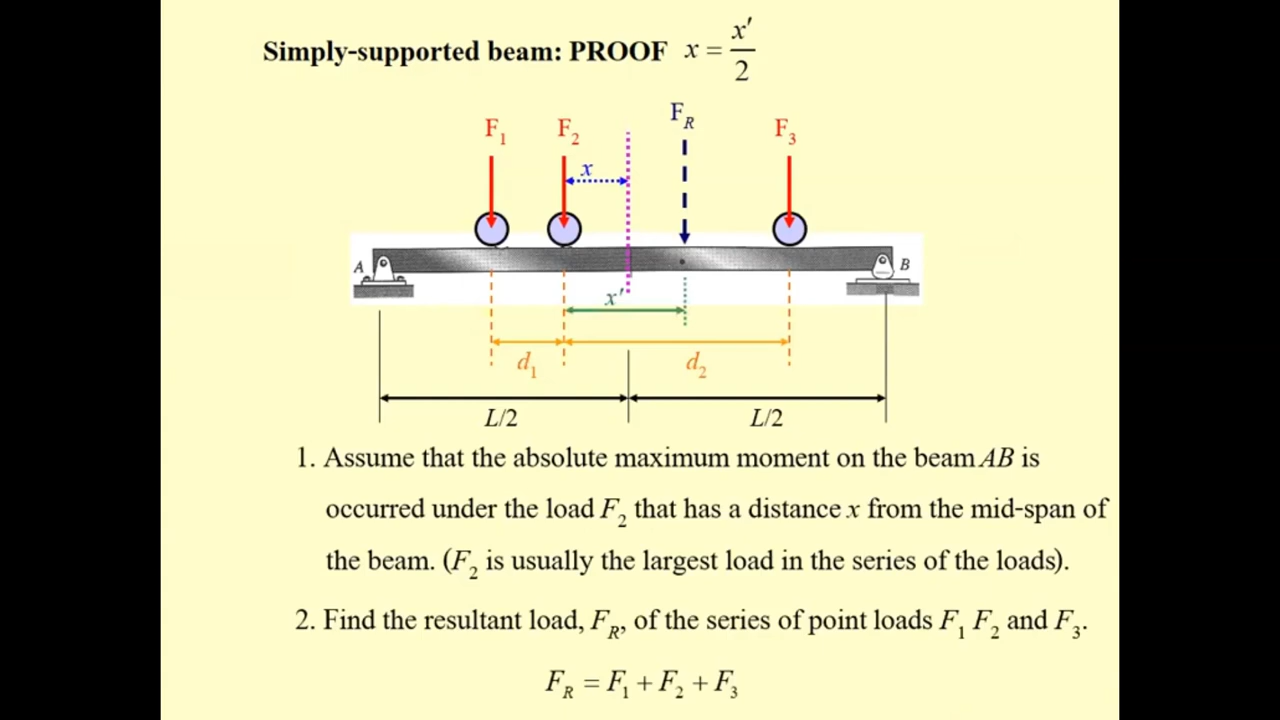 Simply-supported beam: PROOF x = x′/2
F₁ F₂ F_R F₃
x
A B
x′
d₁ d₂
L/2 L/2
1. Assume that the absolute maximum moment on the beam AB is
occurred under the load F₂ that has a distance x from the mid-span of
the beam. (F₂ is usually the largest load in the series of the loads).
2. Find the resultant load, F_R, of the series of point loads F₁ F₂ and F₃.
F_R = F₁ + F₂ + F₃